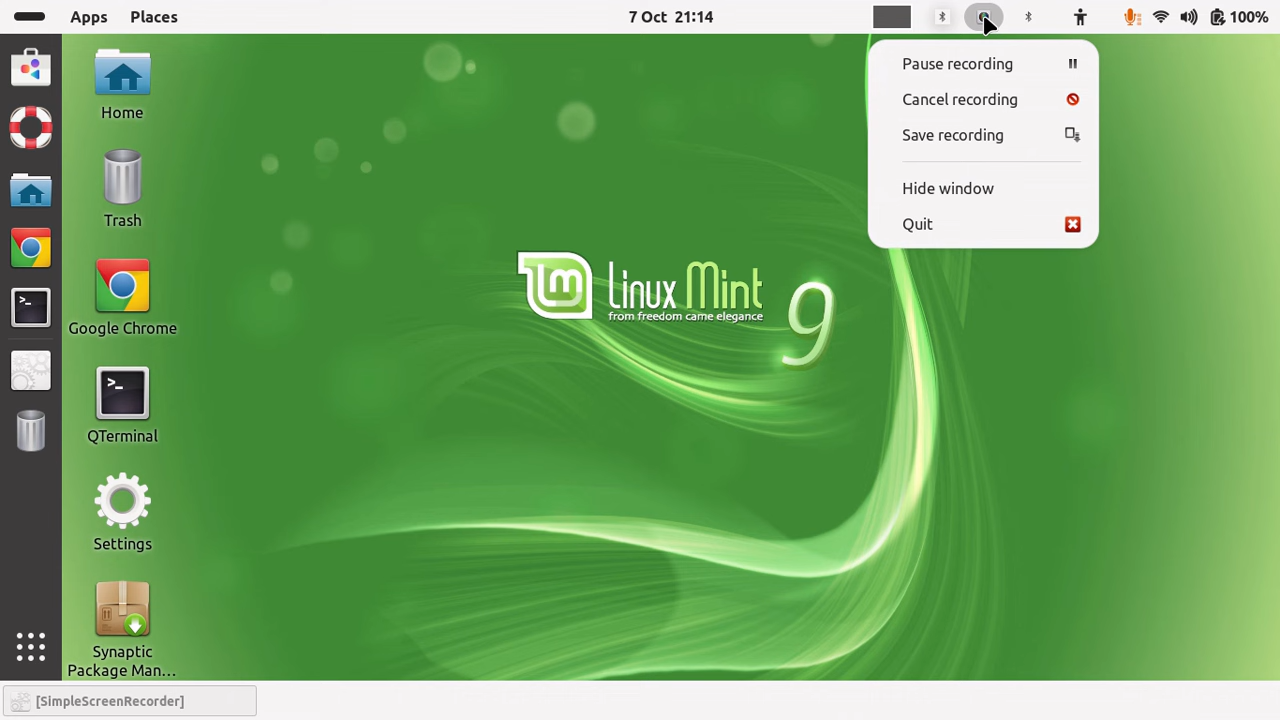 Apps
Places
7 Oct 21:14
100%
Pause recording
Cancel recording
Save recording
Hide window
Quit
Home
Trash
Google Chrome
QTerminal
Settings
Synaptic
Package Man...
Linux Mint 9
from freedom came elegance
[SimpleScreenRecorder]